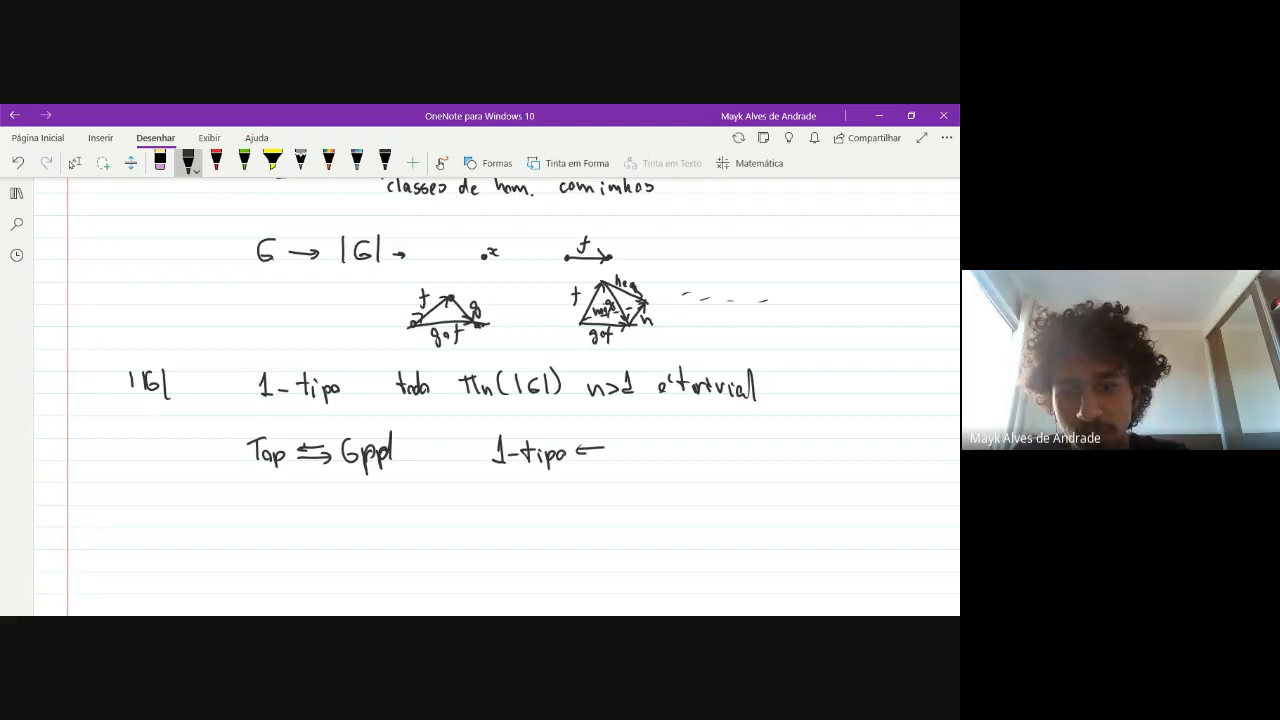 OneNote para Windows 10
Mayk Alves de Andrade
Página Inicial Inserir Desenhar Exibir Ajuda
Compartilhar
Formas Tinta em Forma Tinta em Texto Matemática
classes de hom. caminhos
G → |G| → x f
f g g∘f
f h∘g g∘f h
|G| 1-tipo todo πn(|G|) n>1 é trivial
Top ⇆ Gppd 1-tipo ←
Mayk Alves de Andrade